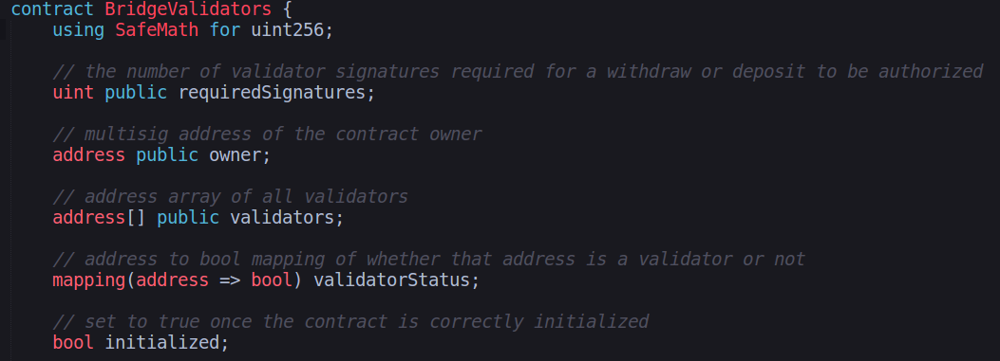 contract BridgeValidators {
using SafeMath for uint256;
// the number of validator signatures required for a withdraw or deposit to be authorized
uint public requiredSignatures;
// multisig address of the contract owner
address public owner;
// address array of all validators
address[] public validators;
// address to bool mapping of whether that address is a validator or not
mapping(address => bool) validatorStatus;
// set to true once the contract is correctly initialized
bool initialized;